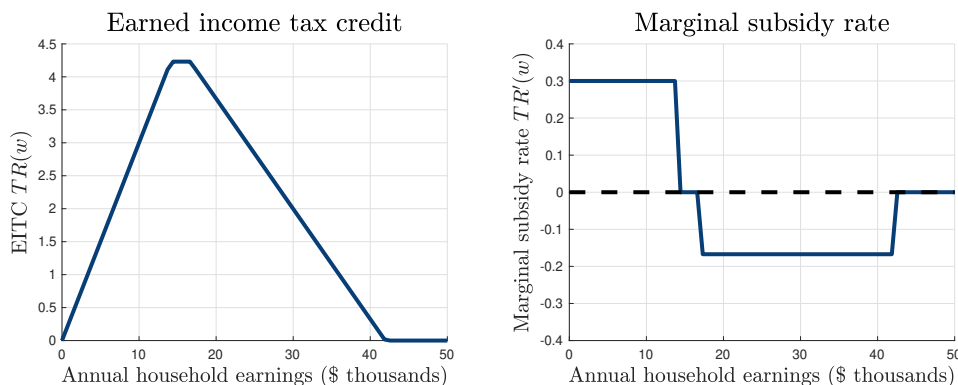 Earned income tax credit
EITC TR(w)
4.5
4
3.5
3
2.5
2
1.5
1
0.5
0
0 10 20 30 40 50
Annual household earnings ($ thousands)
Marginal subsidy rate
Marginal subsidy rate TR'(w)
0.4
0.3
0.2
0.1
0
-0.1
-0.2
-0.3
-0.4
0 10 20 30 40 50
Annual household earnings ($ thousands)